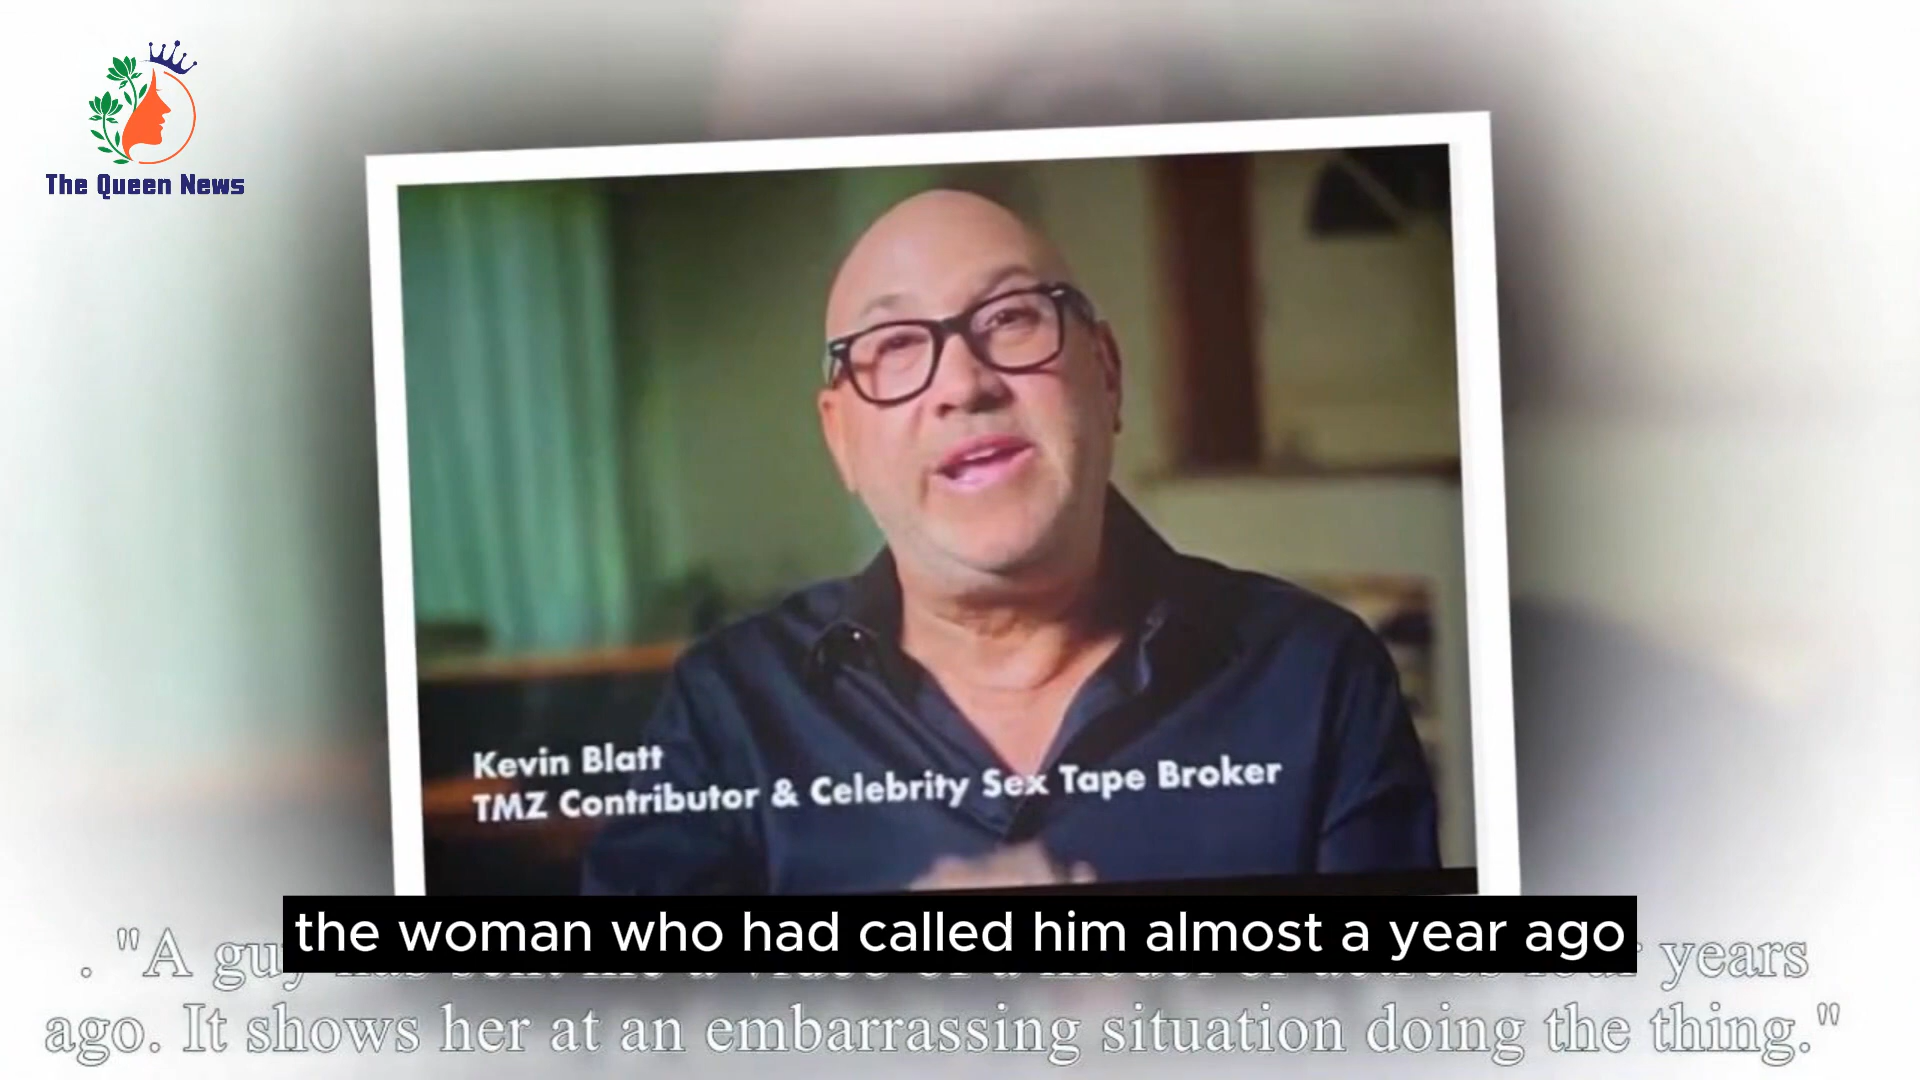 The Queen News
Kevin Blatt
TMZ Contributor & Celebrity Sex Tape Broker
the woman who had called him almost a year ago
. "A guy years
ago. It shows her at an embarrassing situation doing the thing."